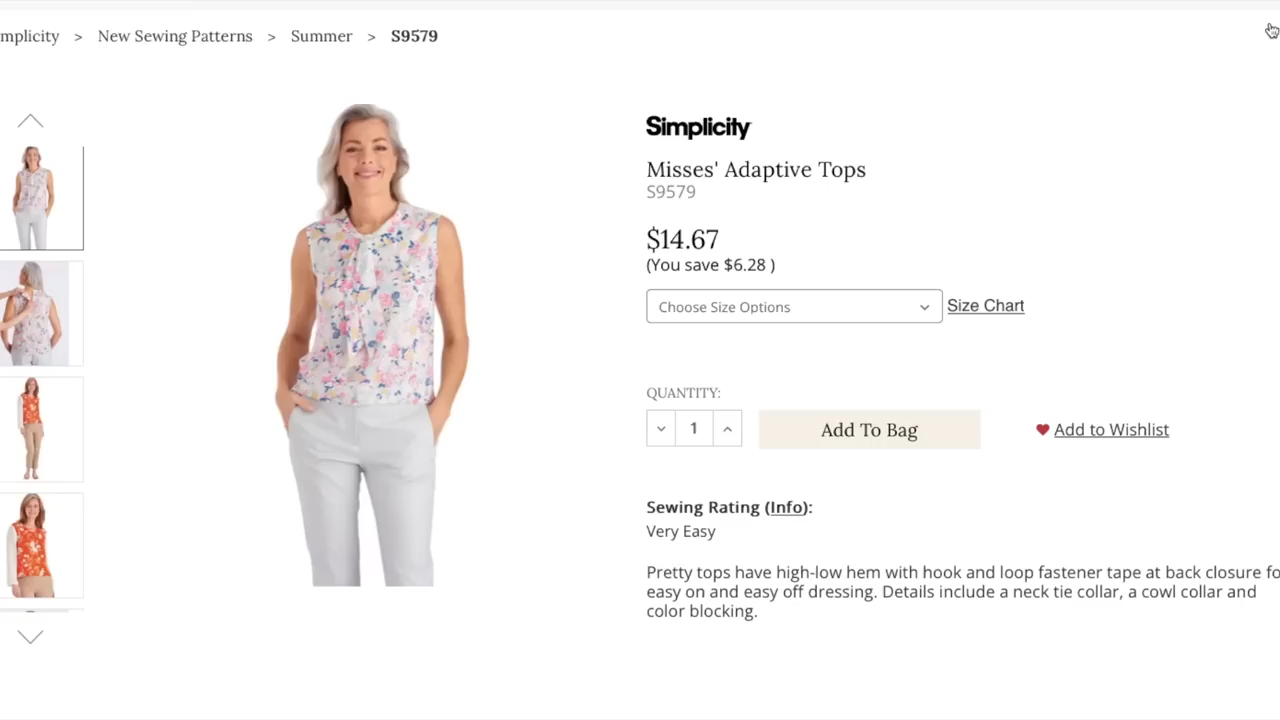 mplicity > New Sewing Patterns > Summer > S9579
Simplicity
Misses' Adaptive Tops
S9579
$14.67
(You save $6.28 )
Choose Size Options
Size Chart
QUANTITY:
1
Add To Bag
Add to Wishlist
Sewing Rating (Info):
Very Easy
Pretty tops have high-low hem with hook and loop fastener tape at back closure fo
easy on and easy off dressing. Details include a neck tie collar, a cowl collar and
color blocking.